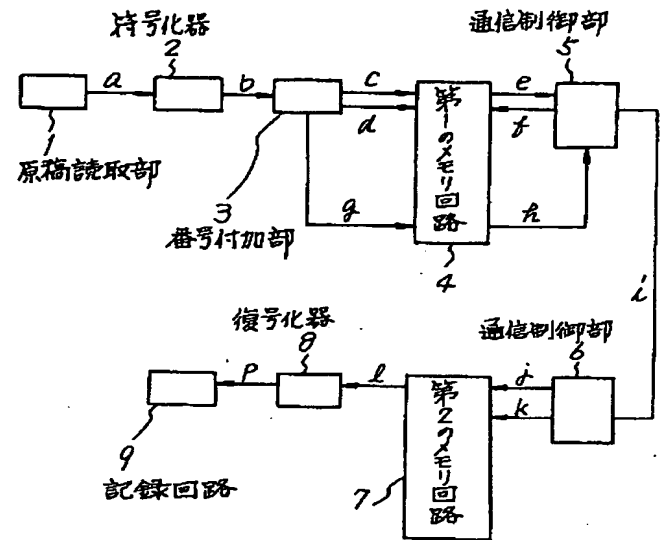 符号化器
2
通信制御部
5
a
b
c
d
e
f
1
原稿読取部
3
番号付加部
g
第1のメモリ回路
h
4
i
復号化器
8
通信制御部
6
p
l
j
k
9
記録回路
第2のメモリ回路
7